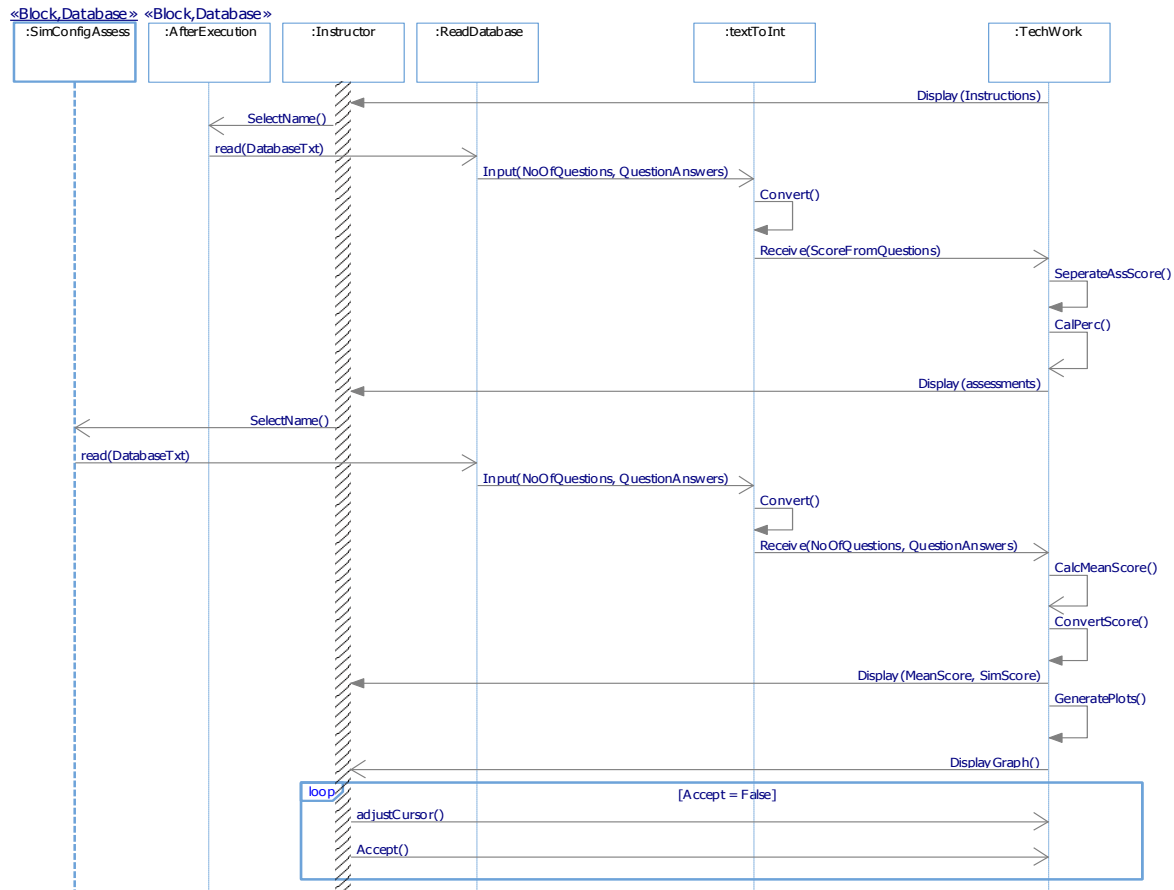 «Block,Database» «Block,Database»
:SimConfigAssess
:AfterExecution
:Instructor
:ReadDatabase
:textToInt
:TechWork
Display(Instructions)
SelectName()
read(DatabaseTxt)
Input(NoOfQuestions, QuestionAnswers)
Convert()
Receive(ScoreFromQuestions)
SeperateAssScore()
CalPerc()
Display(assessments)
SelectName()
read(DatabaseTxt)
Input(NoOfQuestions, QuestionAnswers)
Convert()
Receive(NoOfQuestions, QuestionAnswers)
CalcMeanScore()
ConvertScore()
Display(MeanScore, SimScore)
GeneratePlots()
DisplayGraph()
loop
[Accept = False]
adjustCursor()
Accept()